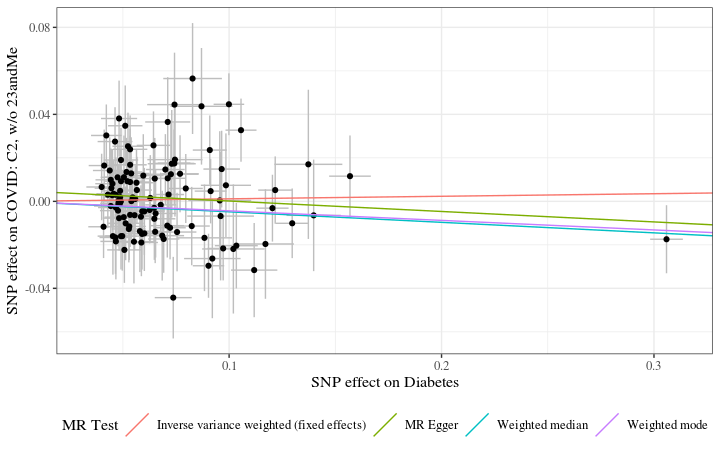 SNP effect on COVID: C2, w/o 23andMe
0.08
0.04
0.00
-0.04
0.1
0.2
0.3
SNP effect on Diabetes
MR Test
Inverse variance weighted (fixed effects)
MR Egger
Weighted median
Weighted mode